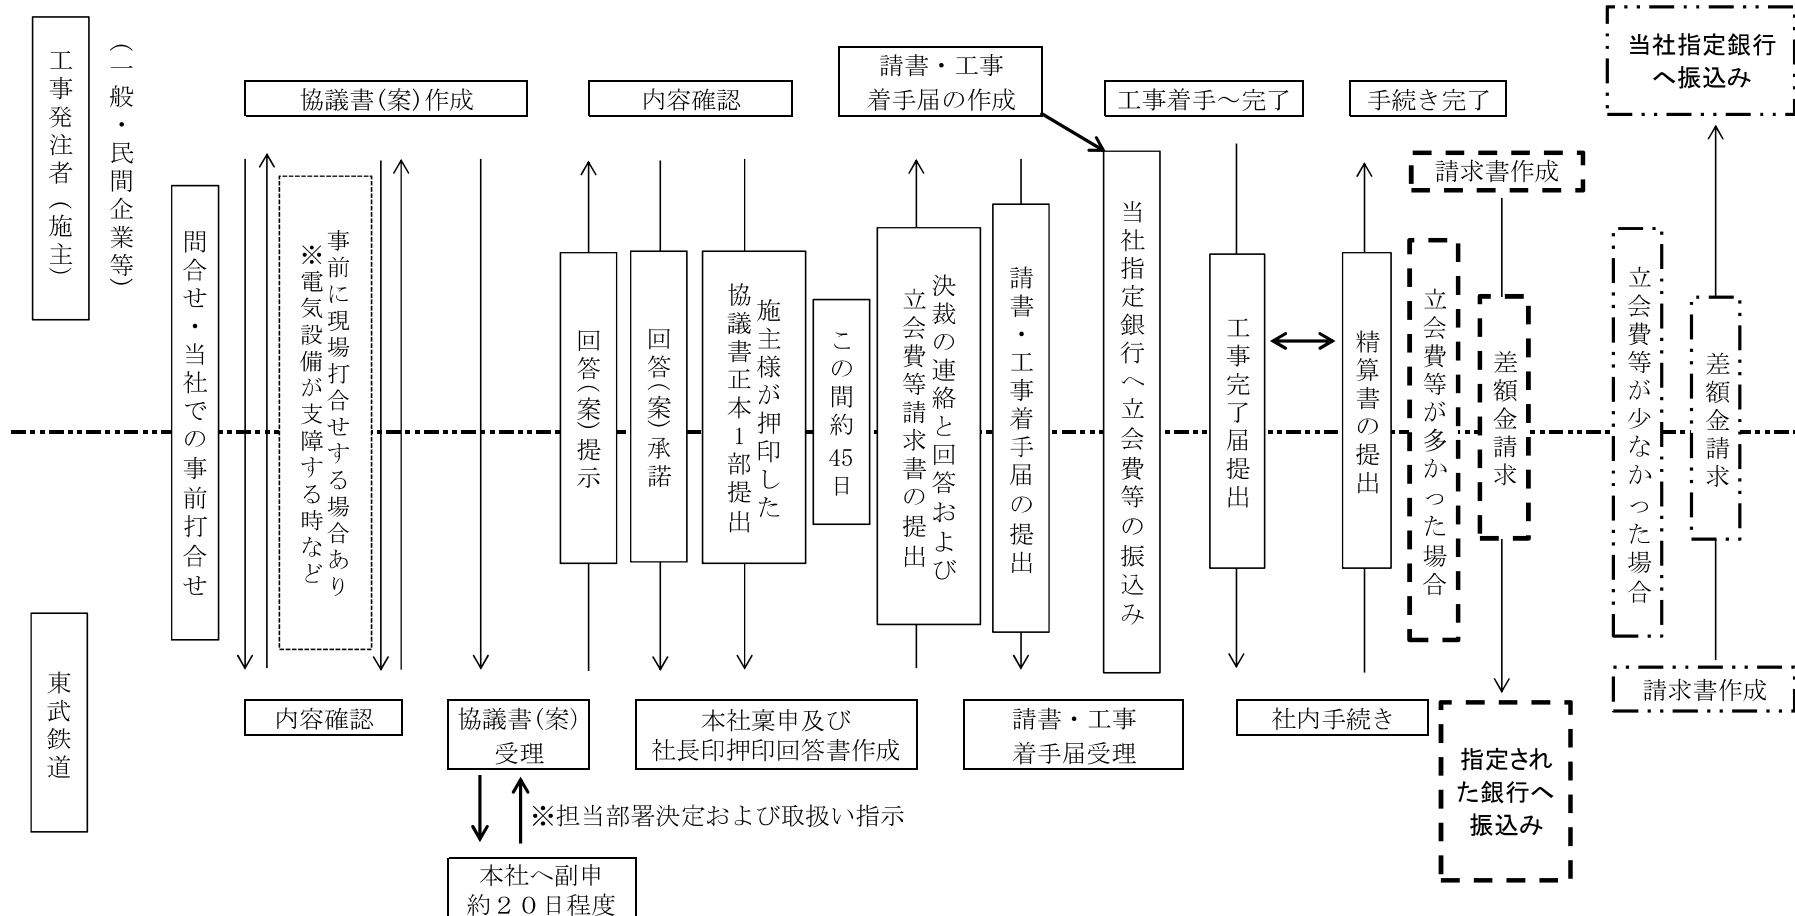 工事発注者（施主）
（一般・民間企業等）
東武鉄道
問合せ・当社での事前打合せ
協議書（案）作成
事前に現場打合せする場合あり
※電気設備が支障する時など
内容確認
協議書（案）
受理
※担当部署決定および取扱い指示
本社へ副申
約２０日程度
回答（案）提示
内容確認
回答（案）承諾
施主様が押印した
協議書正本１部提出
本社稟申及び
社長印押印回答書作成
この間約45日
決裁の連絡と回答および
立会費等請求書の提出
請書・工事
着手届の作成
請書・工事着手届の提出
請書・工事
着手届受理
当社指定銀行へ立会費等の振込み
工事着手～完了
工事完了届提出
社内手続き
精算書の提出
手続き完了
立会費等が多かった場合
請求書作成
差額金請求
指定され
た銀行へ
振込み
立会費等が少なかった場合
請求書作成
差額金請求
当社指定銀行
へ振込み